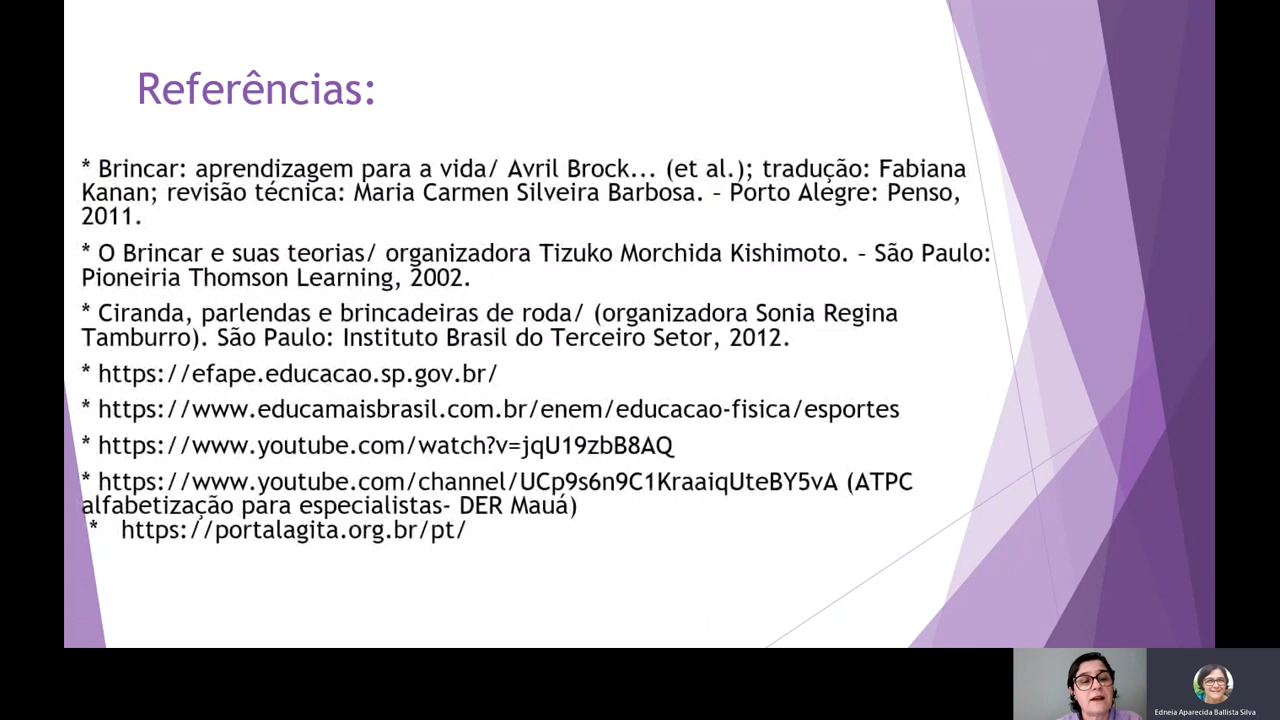 Referências:
* Brincar: aprendizagem para a vida/ Avril Brock... (et al.); tradução: Fabiana
Kanan; revisão técnica: Maria Carmen Silveira Barbosa. – Porto Alegre: Penso,
2011.
* O Brincar e suas teorias/ organizadora Tizuko Morchida Kishimoto. – São Paulo:
Pioneiria Thomson Learning, 2002.
* Ciranda, parlendas e brincadeiras de roda/ (organizadora Sonia Regina
Tamburro). São Paulo: Instituto Brasil do Terceiro Setor, 2012.
* https://efape.educacao.sp.gov.br/
* https://www.educamaisbrasil.com.br/enem/educacao-fisica/esportes
* https://www.youtube.com/watch?v=jqU19zbB8AQ
* https://www.youtube.com/channel/UCp9s6n9C1KraaiqUteBY5vA (ATPC
alfabetização para especialistas- DER Mauá)
* https://portalagita.org.br/pt/
Edneia Aparecida Ballista Silva